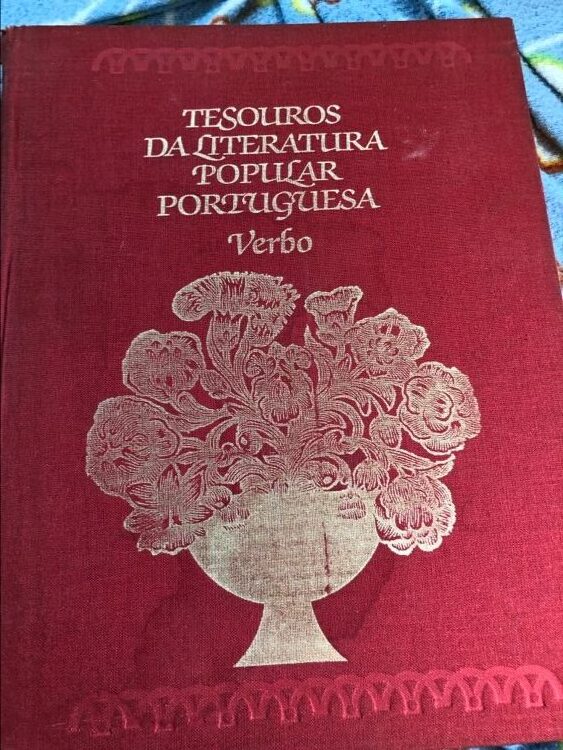 TESOUROS
DA LITERATURA
POPULAR
PORTUGUESA
Verbo